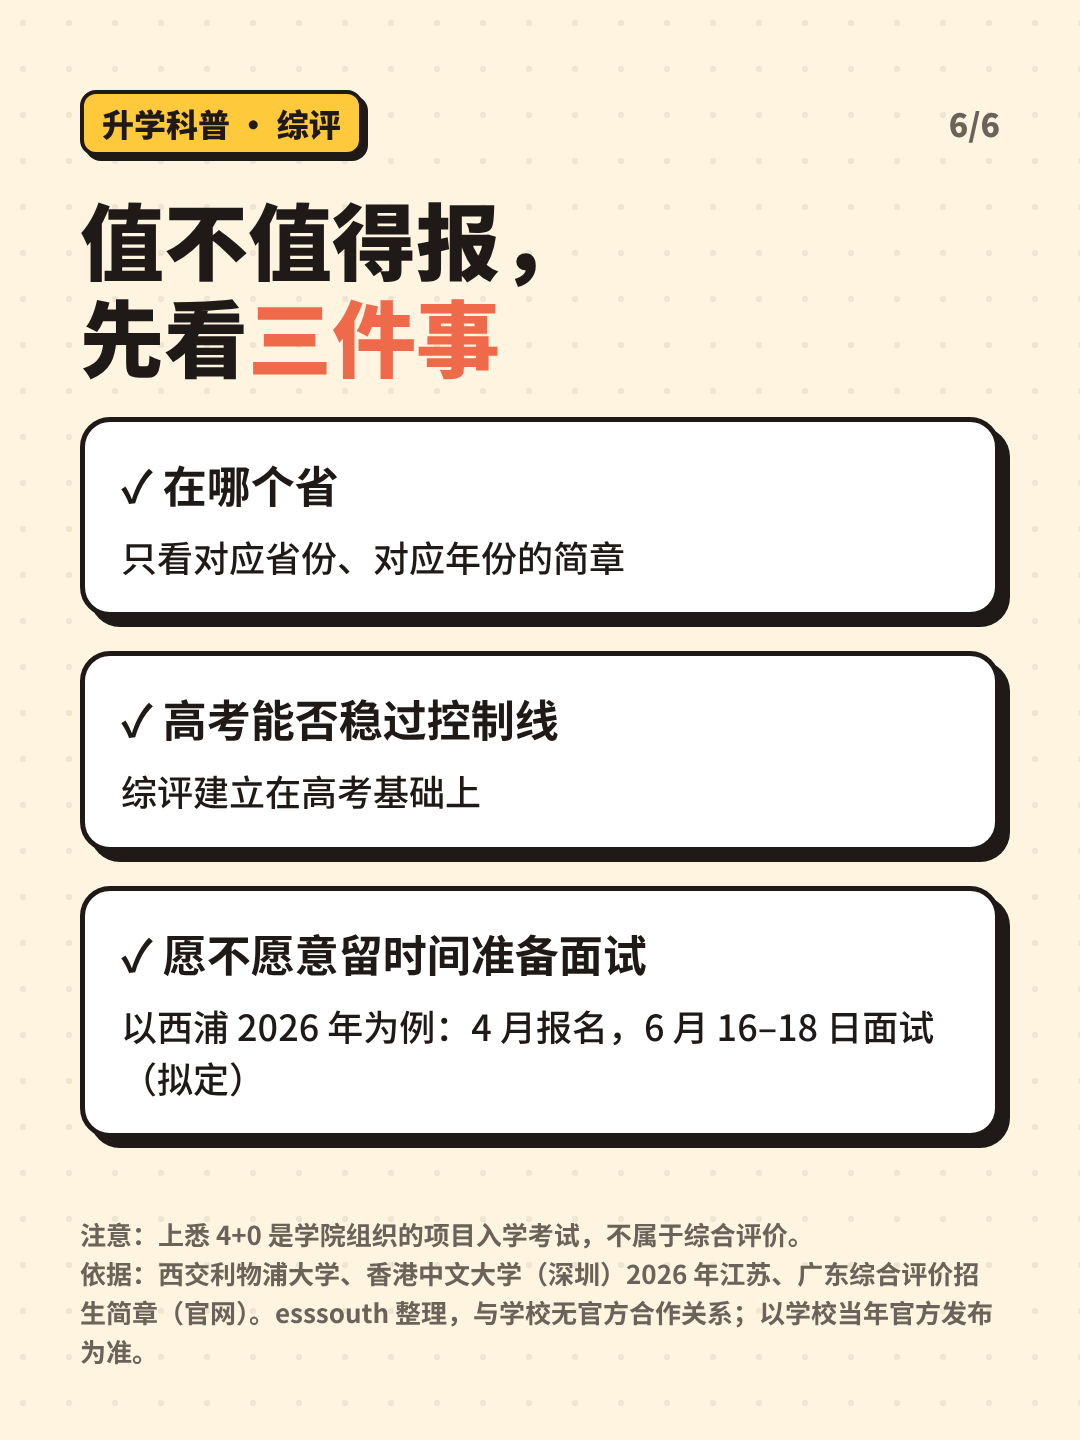 升学科普 · 综评
6/6
值不值得报，
先看三件事
✓ 在哪个省
只看对应省份、对应年份的简章
✓ 高考能否稳过控制线
综评建立在高考基础上
✓ 愿不愿意留时间准备面试
以西浦 2026 年为例：4 月报名，6 月 16–18 日面试
（拟定）
注意：上悉 4+0 是学院组织的项目入学考试，不属于综合评价。
依据：西交利物浦大学、香港中文大学（深圳）2026 年江苏、广东综合评价招
生简章（官网）。esssouth 整理，与学校无官方合作关系；以学校当年官方发布
为准。